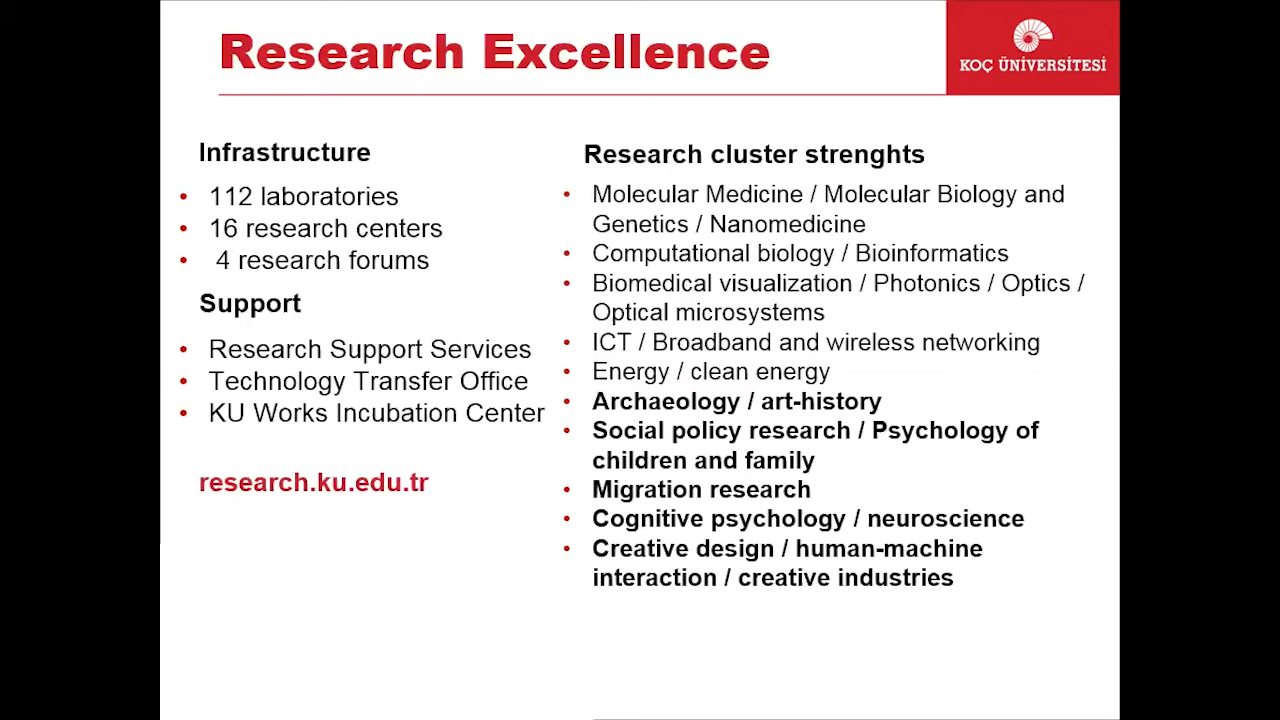 Research Excellence
KOÇ ÜNİVERSİTESİ
Infrastructure
• 112 laboratories
• 16 research centers
• 4 research forums
Support
• Research Support Services
• Technology Transfer Office
• KU Works Incubation Center
research.ku.edu.tr
Research cluster strenghts
• Molecular Medicine / Molecular Biology and
Genetics / Nanomedicine
• Computational biology / Bioinformatics
• Biomedical visualization / Photonics / Optics /
Optical microsystems
• ICT / Broadband and wireless networking
• Energy / clean energy
• Archaeology / art-history
• Social policy research / Psychology of
children and family
• Migration research
• Cognitive psychology / neuroscience
• Creative design / human-machine
interaction / creative industries